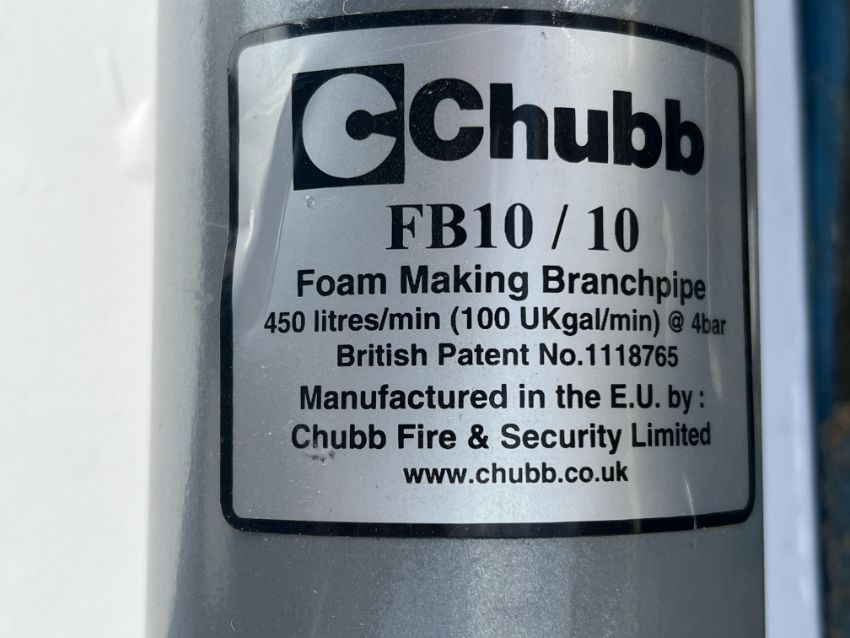 Chubb
FB10 / 10
Foam Making Branchpipe
450 litres/min (100 UKgal/min) @ 4bar
British Patent No.1118765
Manufactured in the E.U. by :
Chubb Fire & Security Limited
www.chubb.co.uk